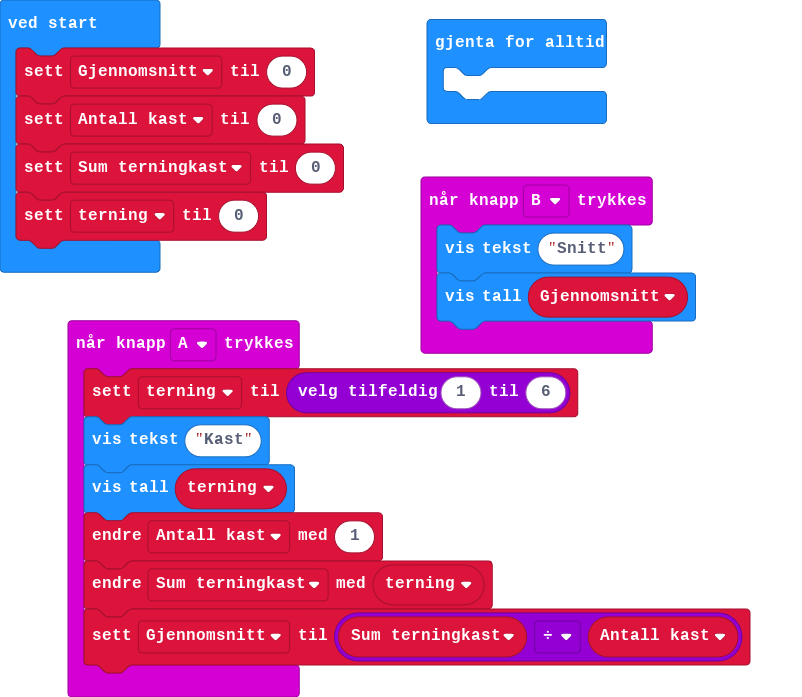 ved start
sett Gjennomsnitt til 0
sett Antall kast til 0
sett Sum terningkast til 0
sett terning til 0
gjenta for alltid
når knapp B trykkes
vis tekst "Snitt"
vis tall Gjennomsnitt
når knapp A trykkes
sett terning til velg tilfeldig 1 til 6
vis tekst "Kast"
vis tall terning
endre Antall kast med 1
endre Sum terningkast med terning
sett Gjennomsnitt til Sum terningkast ÷ Antall kast